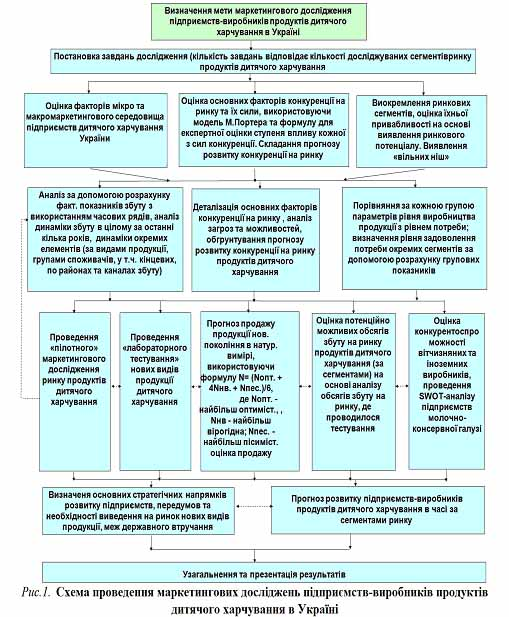 Визначення мети маркетингового дослідження
підприємств-виробників продуктів дитячого
харчування в Україні
Постановка завдань дослідження (кількість завдань відповідає кількості досліджуваних сегментівринку
продуктів дитячого харчування
Оцінка факторів мікро та
макромаркетингового середовища
підприємств дитячого харчування
України
Оцінка основних факторів конкуренції на
ринку та їх сили, використовуючи
модель М.Портера та формулу для
експертної оцінки ступеня впливу кожної
з сил конкуренції. Складання прогнозу
розвитку конкуренції на ринку
Виокремлення ринкових
сегментів, оцінка їхньої
привабливості на основі
виявлення ринкового
потенціалу. Виявлення
«вільних ніш»
Аналіз за допомогою розрахунку
факт. показників збуту з
використанням часових рядів, аналіз
динаміки збуту в цілому за останні
кілька років, динаміки окремих
елементів (за видами продукції,
групами споживачів, у т.ч. кінцевих,
по районах та каналах збуту)
Деталізація основних факторів
конкуренції на ринку , аналіз
загроз та можливостей,
обгрунтування прогнозу
розвитку конкуренції на ринку
продуктів дитячого
харчування
Порівняння за кожною групою
параметрів рівня виробництва
продукції з рівнем потреби;
визначення рівня задоволення
потреби окремих сегментів за
допомогою розрахунку групових
показників
Проведення
«пілотного»
маркетингового
дослідження
ринку продуктів
дитячого
харчування
Проведення
«лабораторного
тестування»
нових видів
продукції
дитячого
харчування
Прогноз продажу
продукції нов.
покоління в натур.
вимірі,
використовуючи
формулу N= (Nопт. +
4Nнв. + Nпес.)/6,
де Nопт. -
найбільш оптиміст., ,
Nнв - найбільш
вірогідна; Nпес. -
найбільш пісиміст.
оцінка продажу
Оцінка потенційно
можливих обсягів
збуту на ринку
продуктів дитячого
харчування (за
сегментами) на
основі аналізу
обсягів збуту на
ринку, де
проводилося
тестування
Оцінка
конкурентоспро
можності
вітчизняних та
іноземних
виробників,
проведення
SWOT-аналізу
підприємств
молочно-
консервної галузі
Визначеня основних стратегічних напрямків
розвитку підприємств, передумов та
необхідності виведення на ринок нових видів
продукції, меж державного втручання
Прогноз розвитку підприємств-виробників
продуктів дитячого харчування в часі за
сегментами ринку
Узагальнення та презентація результатів
Рис.1. Схема проведення маркетингових досліджень підприємств-виробників продуктів
дитячого харчування в Україні